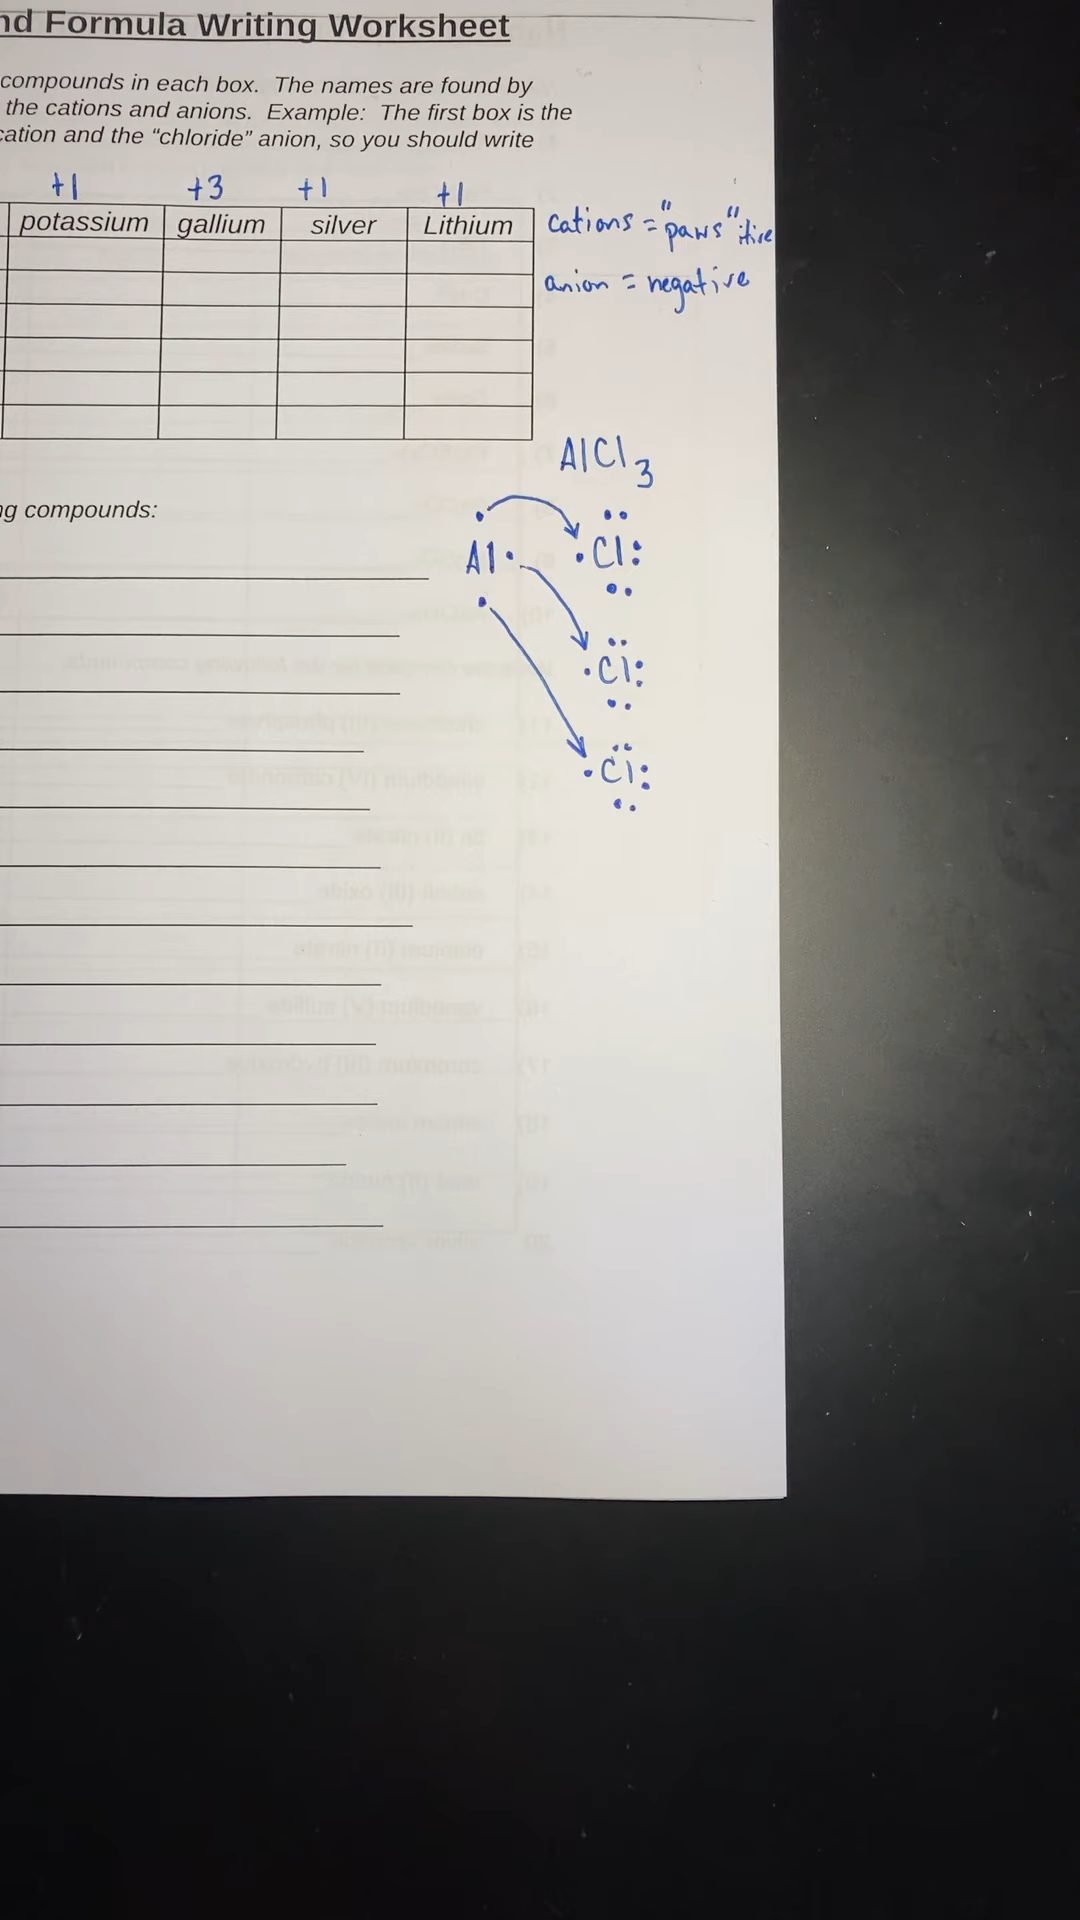 nd Formula Writing Worksheet
compounds in each box. The names are found by
the cations and anions. Example: The first box is the
cation and the “chloride” anion, so you should write
+1 +3 +1 +1
potassium gallium silver Lithium
cations = "paws"itive
anion = negative
AlCl3
ng compounds:
Al Cl
Cl
Cl